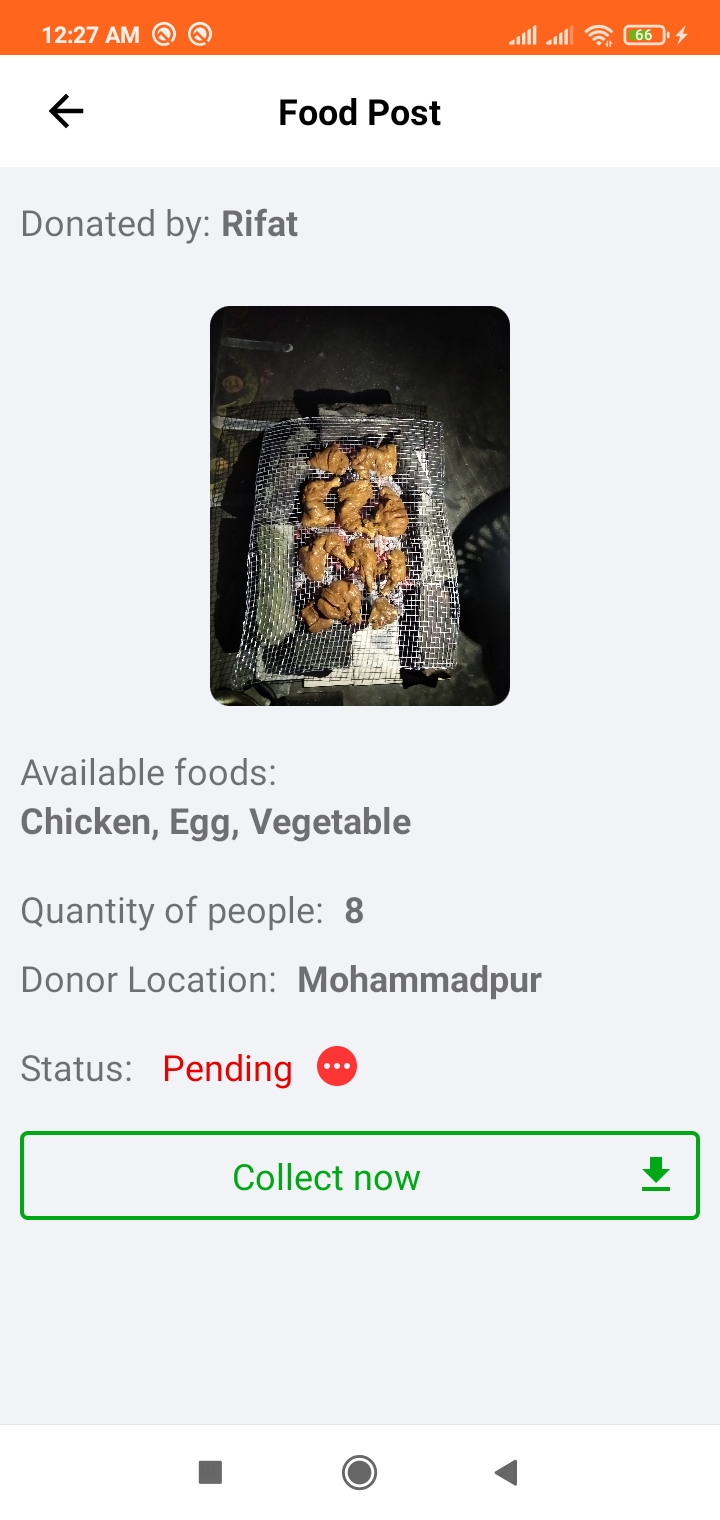 12:27 AM
66
Food Post
Donated by: Rifat
Available foods:
Chicken, Egg, Vegetable
Quantity of people: 8
Donor Location: Mohammadpur
Status: Pending
Collect now